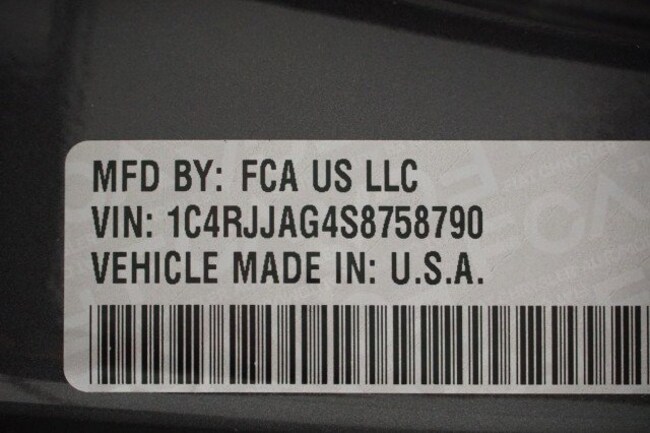 MFD BY: FCA US LLC
VIN: 1C4RJJAG4S8758790
VEHICLE MADE IN: U.S.A.